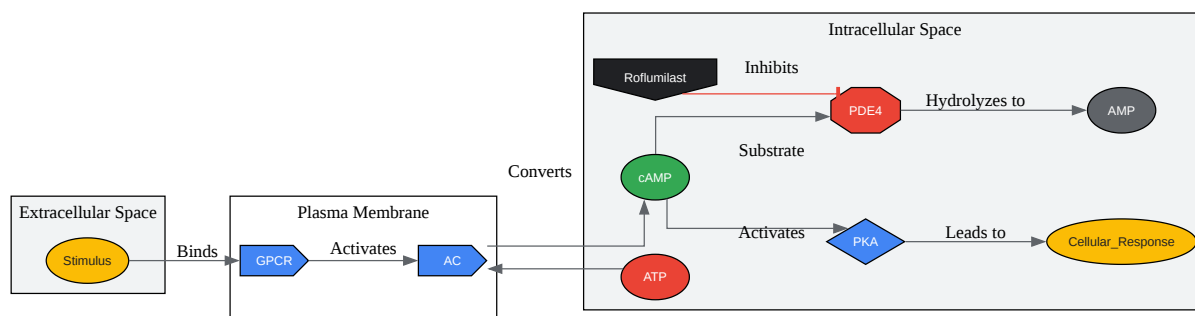 Intracellular Space
Roflumilast
Inhibits
PDE4
Hydrolyzes to
AMP
Substrate
Converts
cAMP
Extracellular Space
Plasma Membrane
Stimulus
Binds
GPCR
Activates
AC
Activates
PKA
Leads to
Cellular_Response
ATP